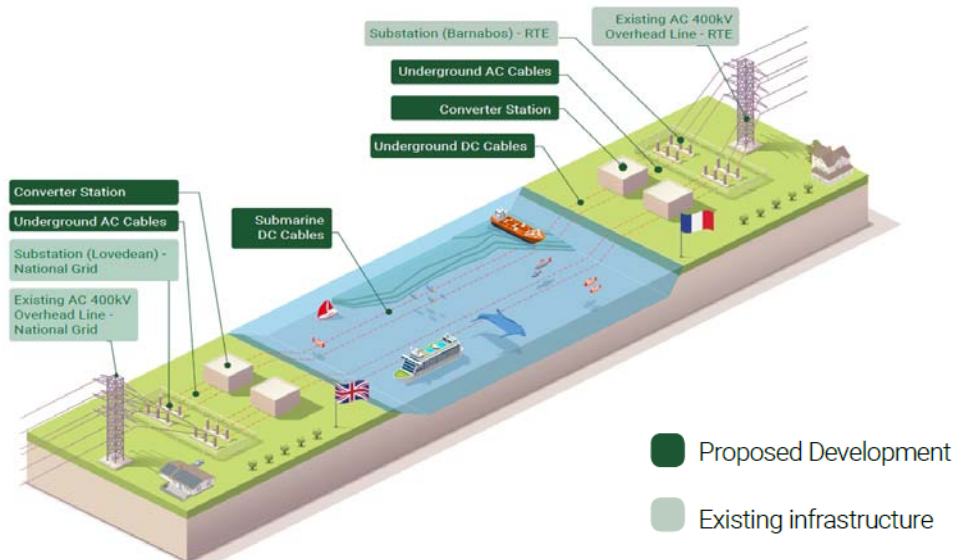 Substation (Barnabos) - RTE
Existing AC 400kV
Overhead Line - RTE
Underground AC Cables
Converter Station
Underground DC Cables
Converter Station
Underground AC Cables
Substation (Lovedean) -
National Grid
Existing AC 400kV
Overhead Line -
National Grid
Submarine
DC Cables
Proposed Development
Existing infrastructure